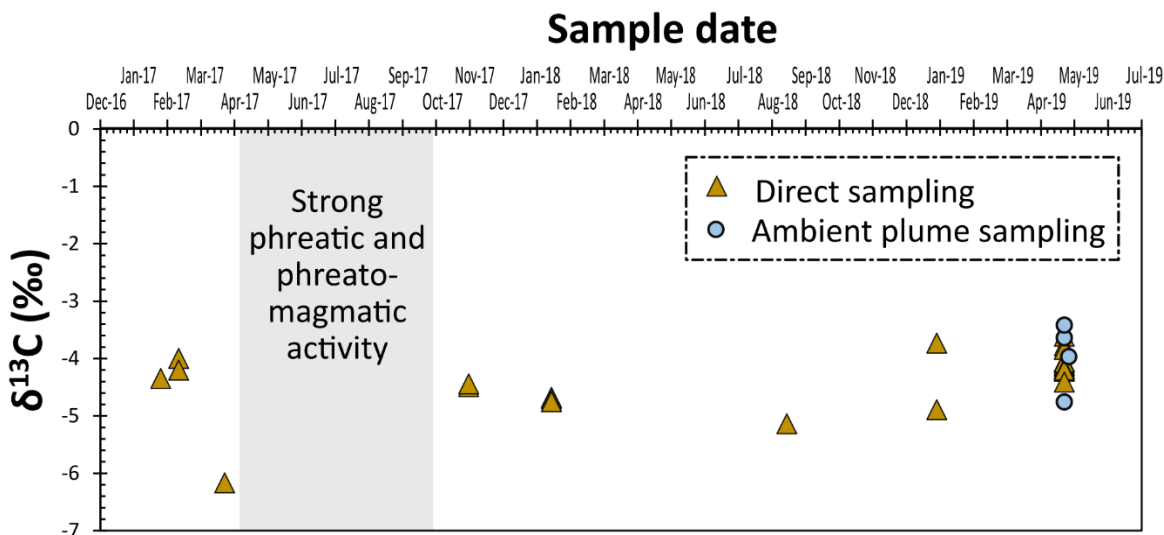 Sample date
Jan-17 Mar-17 May-17 Jul-17 Sep-17 Nov-17 Jan-18 Mar-18 May-18 Jul-18 Sep-18 Nov-18 Jan-19 Mar-19 May-19 Jul-19
Dec-16 Feb-17 Apr-17 Jun-17 Aug-17 Oct-17 Dec-17 Feb-18 Apr-18 Jun-18 Aug-18 Oct-18 Dec-18 Feb-19 Apr-19 Jun-19
0
-1
-2
-3
-4
-5
-6
-7
δ¹³C (‰)
Strong
phreatic and
phreato-
magmatic
activity
Direct sampling
Ambient plume sampling